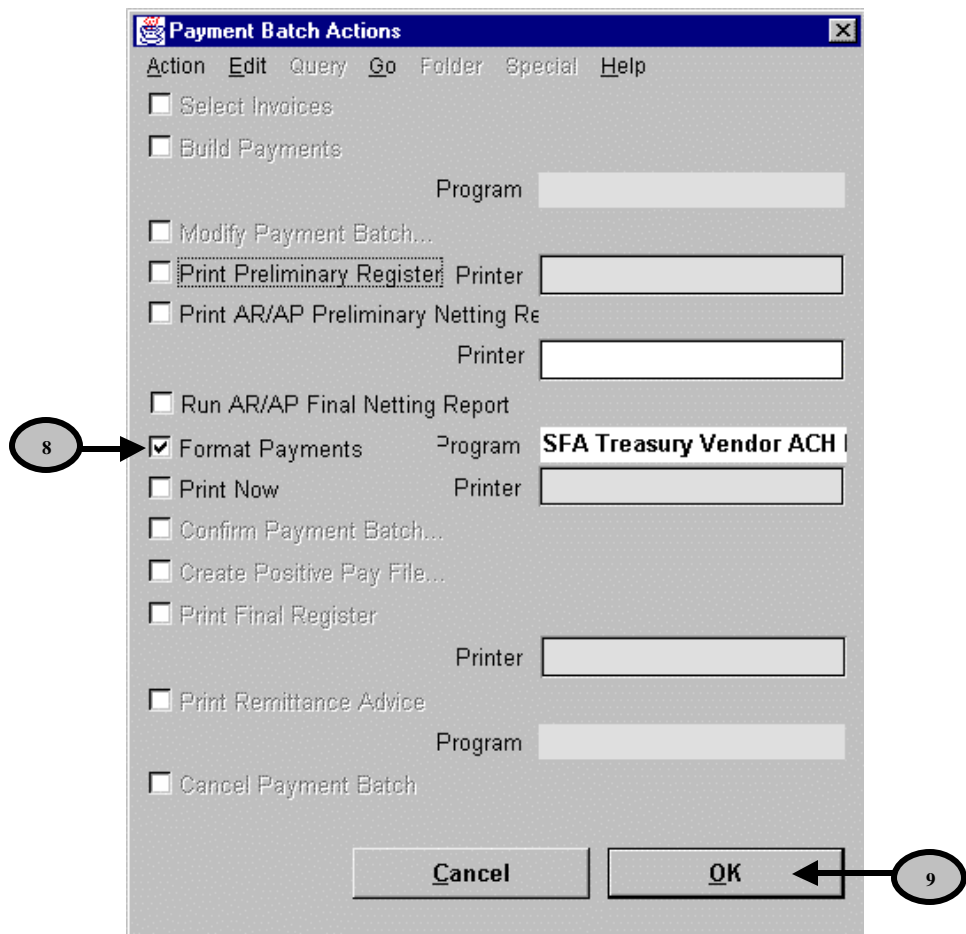 Payment Batch Actions
Action Edit Query Go Folder Special Help
Select Invoices
Build Payments
Program
Modify Payment Batch...
Print Preliminary Register Printer
Print AR/AP Preliminary Netting Re
Printer
Run AR/AP Final Netting Report
8 Format Payments Program SFA Treasury Vendor ACH
Print Now Printer
Confirm Payment Batch...
Create Positive Pay File...
Print Final Register
Printer
Print Remittance Advice
Program
Cancel Payment Batch
Cancel OK 9